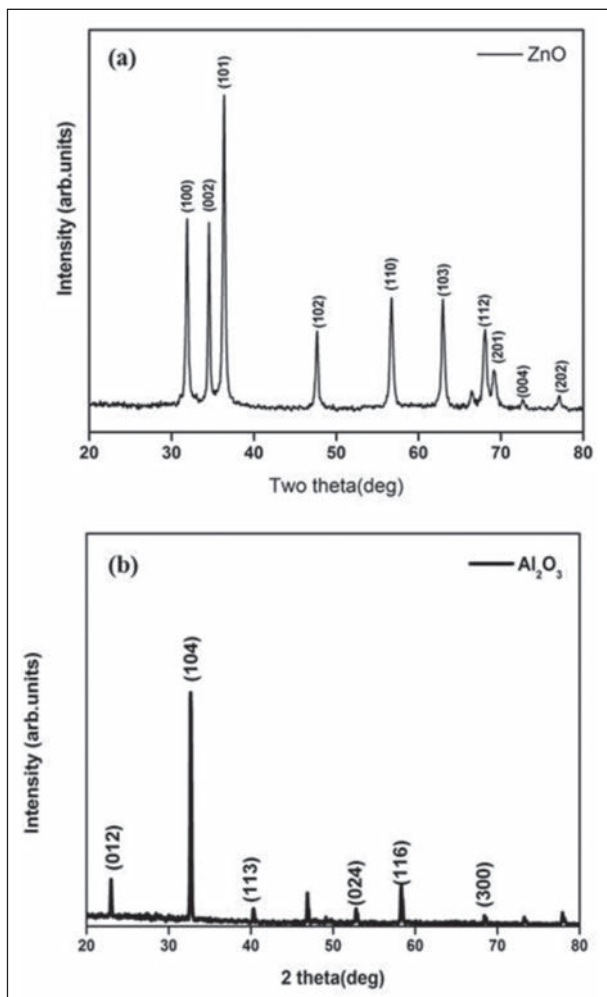 (a)
ZnO
(100)
(002)
(101)
(102)
(110)
(103)
(112)
(201)
(004)
(202)
Intensity (arb.units)
20 30 40 50 60 70 80
Two theta(deg)
(b)
Al₂O₃
(012)
(104)
(113)
(024)
(116)
(300)
Intensity (arb.units)
20 30 40 50 60 70 80
2 theta(deg)